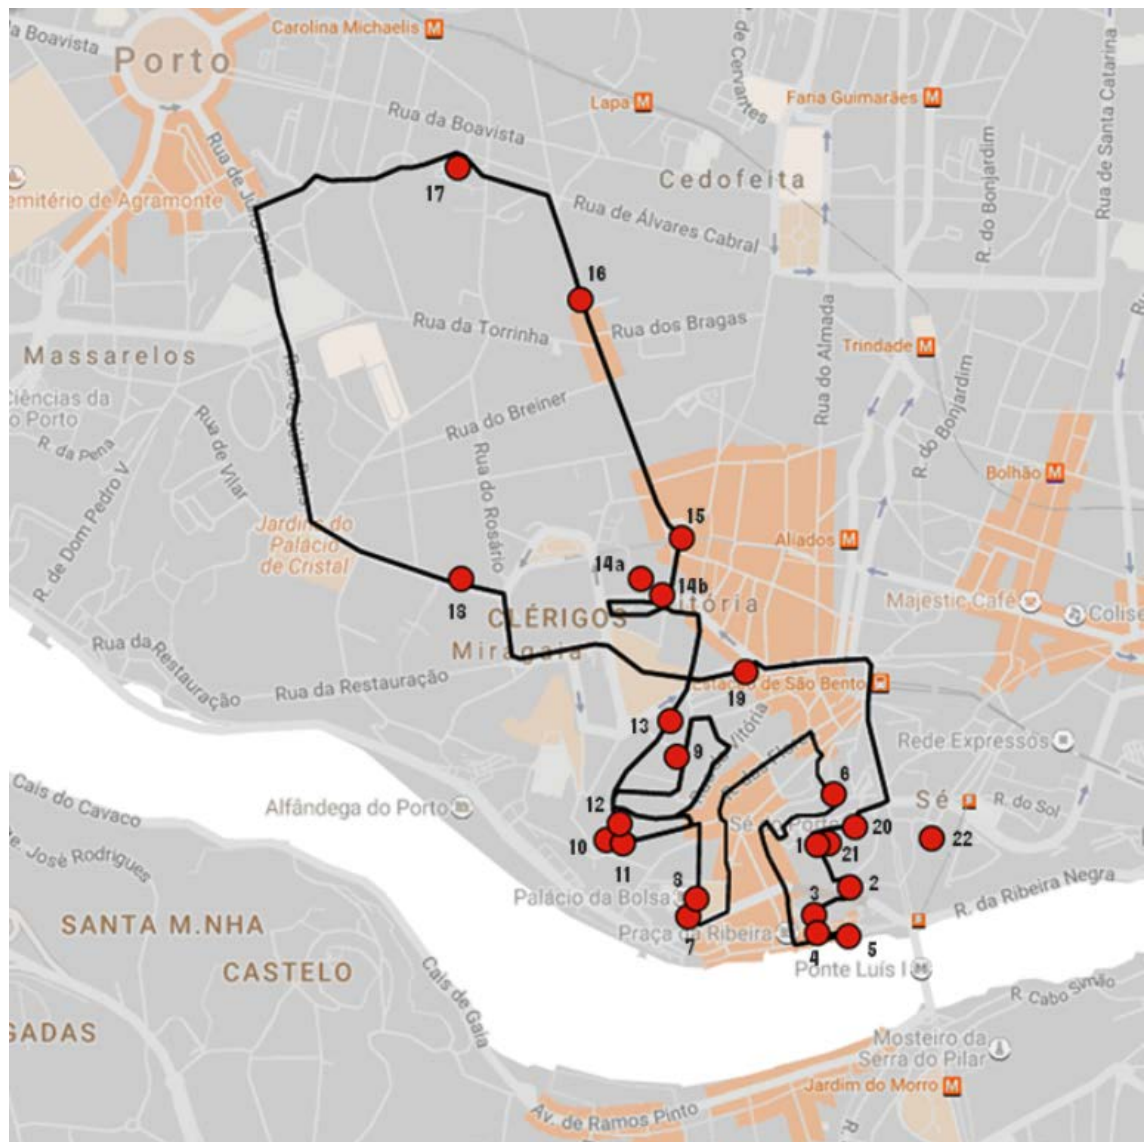 Carolina Michaelis M
a Boavista
Porto
de Cervantes
Lapa M
Faria Guimarães M
Rua de Santa Catarina
Rua da Boavista
R. do Bonjardim
17
Cedofeita
emitério de Agramonte
Rua de Álvares Cabral
16
Rua da Torrinha
Rua dos Bragas
Rua do Almada
Trindade M
Massarelos
Ciências da
o Porto
R. da Pena
Rua do Breiner
R. do Bonjardim
Rua de Vilar
Rua do Rosário
R. de Dom Pedro V
Bolhão M
15
Jardins do
Palácio
de Cristal
Aliados M
14a
14b
18
CLÉRIGOS
itória
Majestic Café
Colise
Miragaia
Rua da Restauração
Rua da Restauração
19
Estação de São Bento
13
9
Rede Expressos
Cais do Cavaco
Alfândega do Porto
12
6
Sé
R. do Sol
e. José Rodrigues
10
11
Sé do Porto
1
20
21
22
2
R. da Ribeira Negra
Palácio da Bolsa
8
3
7
Praça da Ribeira
4
5
SANTA M.NHA
Ponte Luís I
CASTELO
Cais de Gaia
R. Cabo Simão
GADAS
Mosteiro da
Serra do Pilar
Jardim do Morro M
Av. de Ramos Pinto
R.